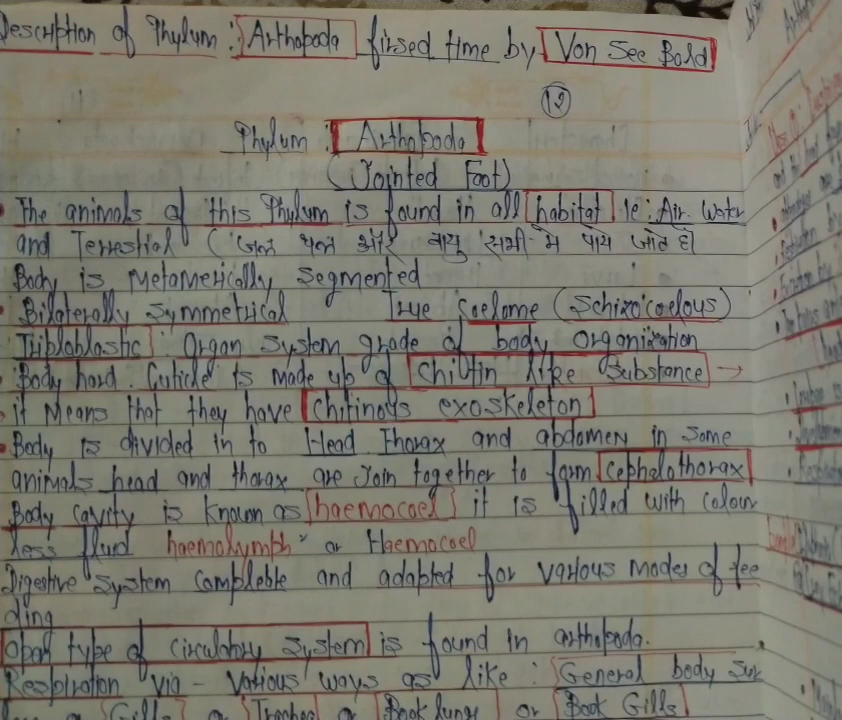 Description of Phylum : Arthopoda firsed time by Von See Bold
12
Phylum : Arthopoda
(Jointed Foot)
The animals of this Phylum is found in all habitat ie : Air. Water
and Terrestial (जल थल और वायु सभी मे पाये जाते है)
Body is metamerically segmented
Bilaterally symmetrical True coelome (Schizocoelous)
Tribloblastic : organ system grade of body organization
Body hard. Cuticle is made up of chiltin like substance →
it means that they have chitinous exoskeleton
Body is divided in to Head Thorax and abdomen in some
animals head and thorax are join together to form cephalothorax
Body cavity is known as haemocoel it is filled with colour
less fluid haemolymph or Haemocoel
Digestive system complete and adapted for various modes of fee
ding
Open type of circulatory system is found in arthopoda.
Respiration via - Various ways as like : General body sur
Gills or Trachea or Book lungs or Book Gills